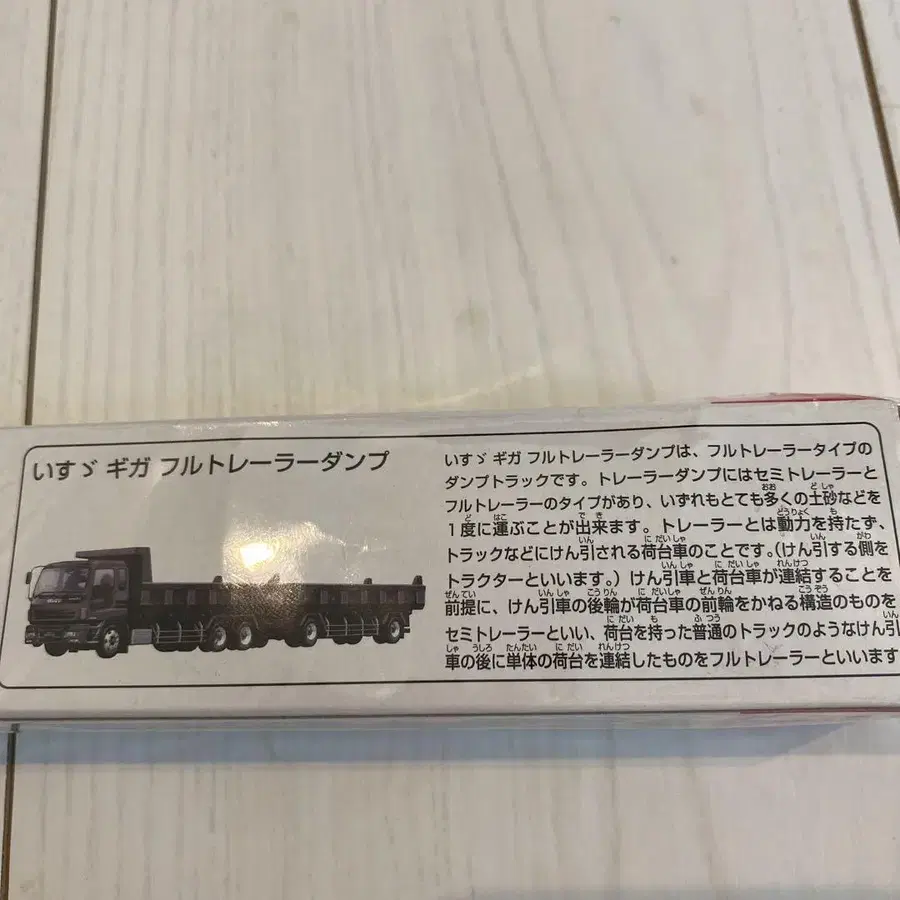 いすゞ ギガ フルトレーラーダンプ
いすゞ ギガ フルトレーラーダンプは、フルトレーラータイプの
ダンプトラックです。トレーラーダンプにはセミトレーラーと
フルトレーラーのタイプがあり、いずれもとても多くの土砂などを
1度に運ぶことが出来ます。トレーラーとは動力を持たず、
トラックなどにけん引される荷台車のことです。(けん引する側を
トラクターといいます。)けん引車と荷台車が連結することを
前提に、けん引車の後輪が荷台車の前輪をかねる構造のものを
セミトレーラーといい、荷台を持った普通のトラックのようなけん引
車の後に単体の荷台を連結したものをフルトレーラーといいます